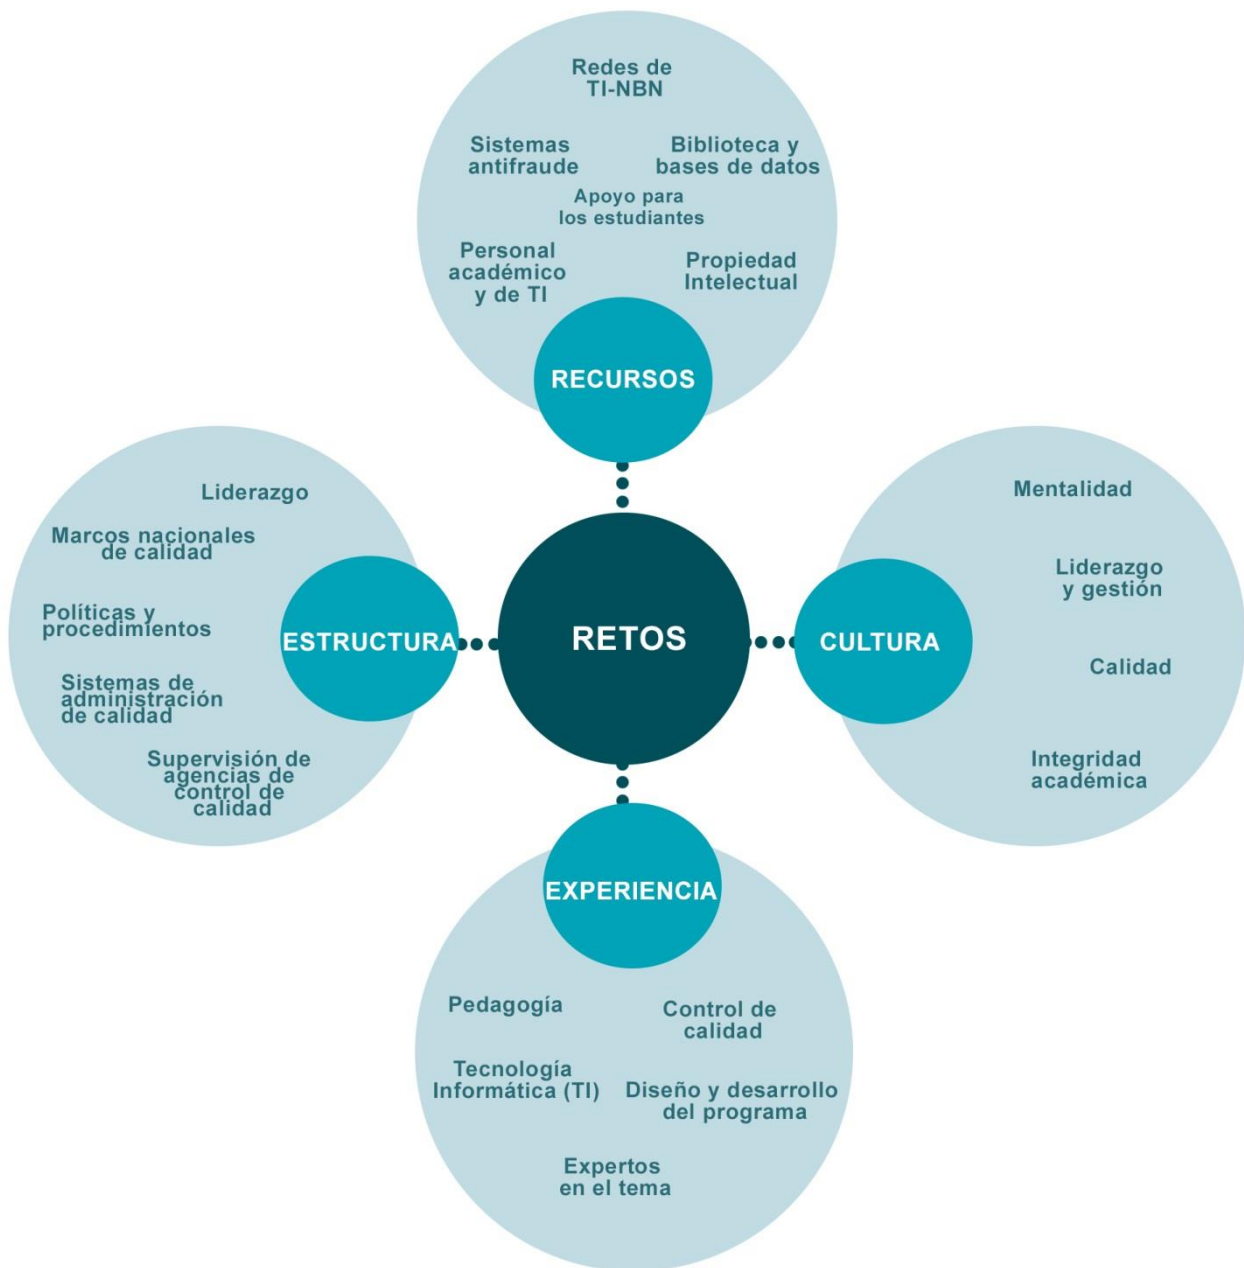 Redes de
TI-NBN
Sistemas
antifraude
Biblioteca y
bases de datos
Apoyo para
los estudiantes
Personal
académico
y de TI
Propiedad
Intelectual
RECURSOS
Liderazgo
Marcos nacionales
de calidad
Políticas y
procedimientos
Sistemas de
administración
de calidad
Supervisión de
agencias de
control de
calidad
ESTRUCTURA
RETOS
CULTURA
Mentalidad
Liderazgo
y gestión
Calidad
Integridad
académica
EXPERIENCIA
Pedagogía
Control de
calidad
Tecnología
Informática (TI)
Diseño y desarrollo
del programa
Expertos
en el tema